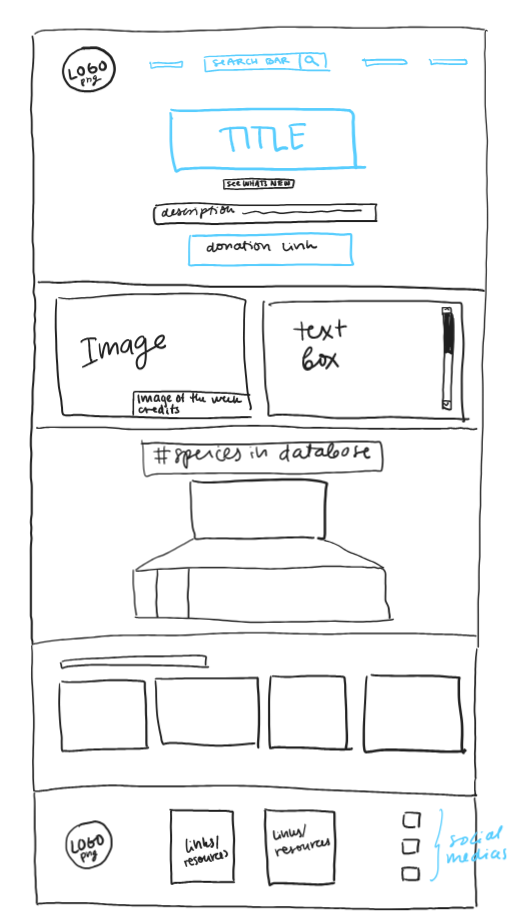 LOGO
png
SEARCH BAR
TITLE
SEE WHATS NEW
description
donation link
Image
Image of the week
credits
text
box
#speices in database
LOGO
png
links/
resources
links/
resources
social
medias